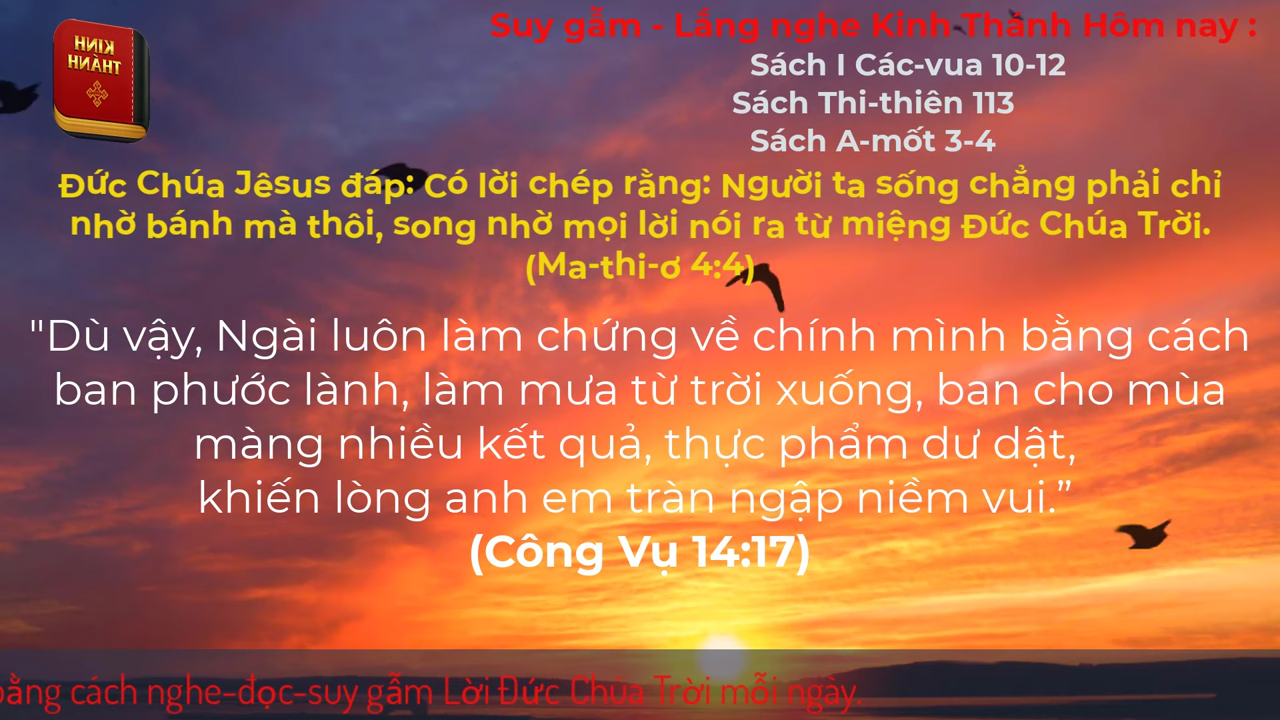 KINH
THÁNH
Suy gẫm - Lắng nghe Kinh Thánh Hôm nay :
Sách I Các-vua 10-12
Sách Thi-thiên 113
Sách A-mốt 3-4
Đức Chúa Jêsus đáp: Có lời chép rằng: Người ta sống chẳng phải chỉ
nhờ bánh mà thôi, song nhờ mọi lời nói ra từ miệng Đức Chúa Trời.
(Ma-thi-ơ 4:4)
"Dù vậy, Ngài luôn làm chứng về chính mình bằng cách
ban phước lành, làm mưa từ trời xuống, ban cho mùa
màng nhiều kết quả, thực phẩm dư dật,
khiến lòng anh em tràn ngập niềm vui.”
(Công Vụ 14:17)
bằng cách nghe-đọc-suy gẫm Lời Đức Chúa Trời mỗi ngày.